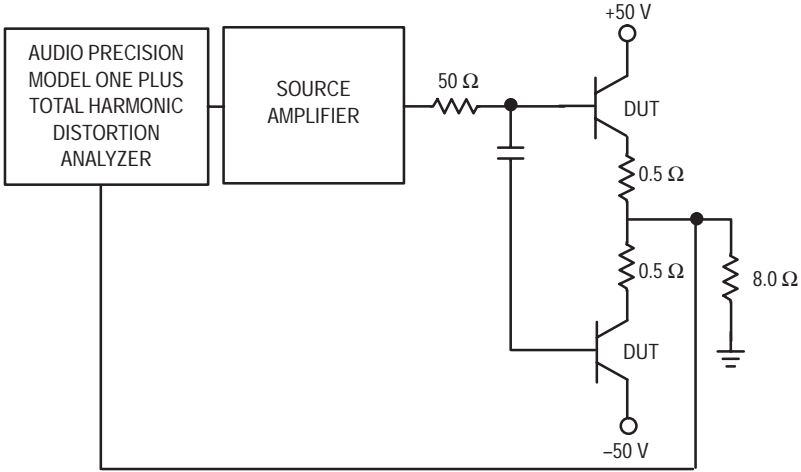 +50 V
AUDIO PRECISION
MODEL ONE PLUS
TOTAL HARMONIC
DISTORTION
ANALYZER
SOURCE
AMPLIFIER
50 Ω
DUT
0.5 Ω
0.5 Ω
8.0 Ω
DUT
–50 V